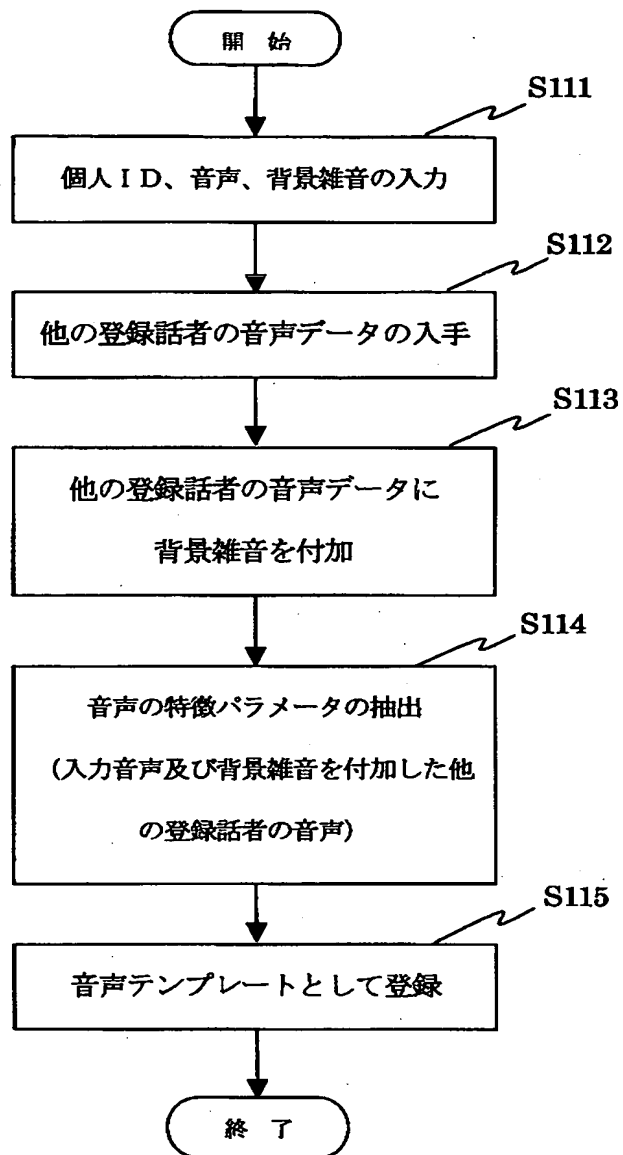 開 始
S111
個人ID、音声、背景雑音の入力
S112
他の登録話者の音声データの入手
S113
他の登録話者の音声データに
背景雑音を付加
S114
音声の特徴パラメータの抽出
(入力音声及び背景雑音を付加した他
の登録話者の音声)
S115
音声テンプレートとして登録
終 了